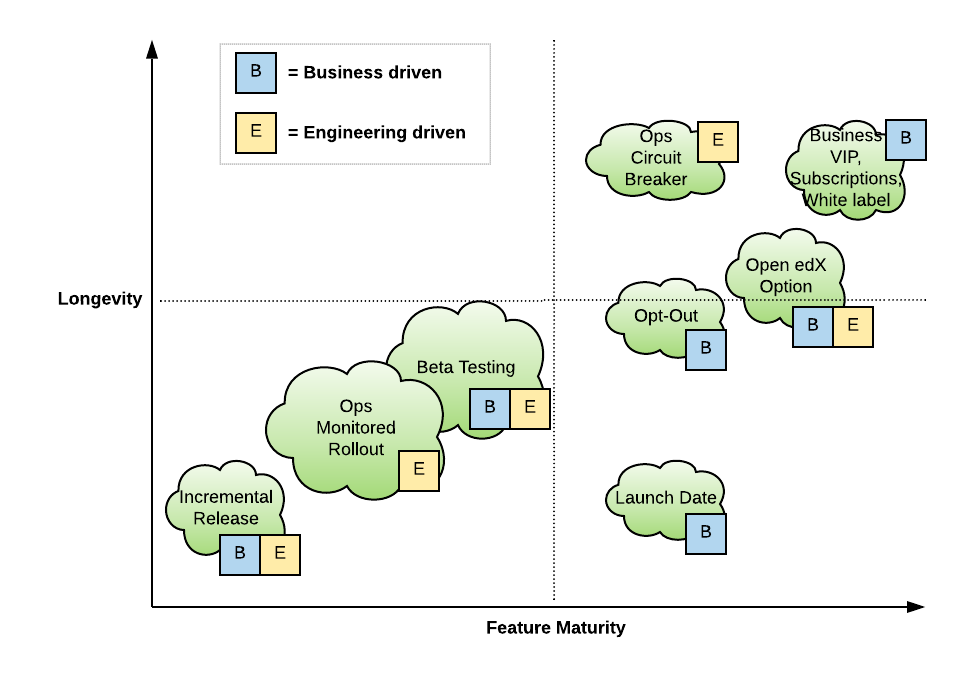 B
= Business driven
E
= Engineering driven
Ops
Circuit
Breaker
E
Business
VIP,
Subscriptions,
White label
B
Open edX
Option
B
E
Longevity
Opt-Out
B
Beta Testing
B
E
Ops
Monitored
Rollout
E
Incremental
Release
B
E
Launch Date
B
Feature Maturity